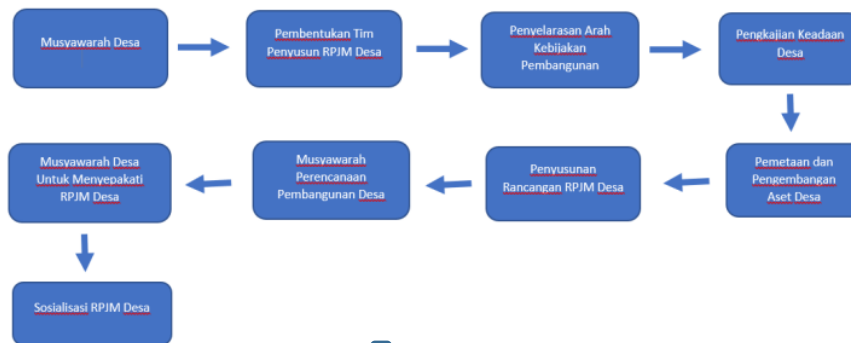 Musyawarah Desa
Pembentukan Tim
Penyusun RPJM Desa
Penyelarasan Arah
Kebijakan
Pembangunan
Pengkajian Keadaan
Desa
Pemetaan dan
Pengembangan
Aset Desa
Penyusunan
Rancangan RPJM Desa
Musyawarah
Perencanaan
Pembangunan Desa
Musyawarah Desa
Untuk Menyepakati
RPJM Desa
Sosialisasi RPJM Desa